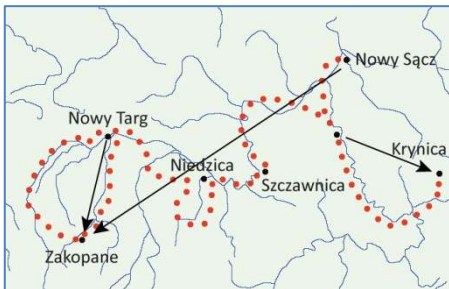 Nowy Sącz
Nowy Targ
Niedzica
Krynica
Szczawnica
Zakopane